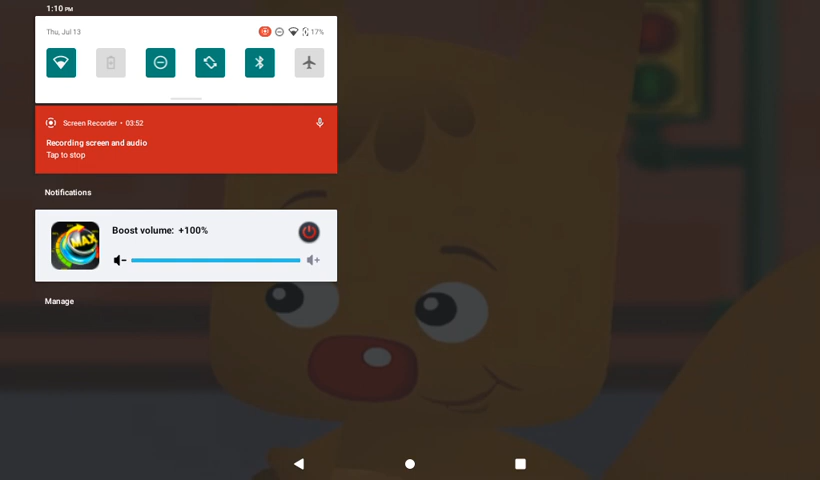 1:10 PM
Thu, Jul 13
17%
Screen Recorder • 03:52
Recording screen and audio
Tap to stop
Notifications
MAX
Boost volume: +100%
Manage